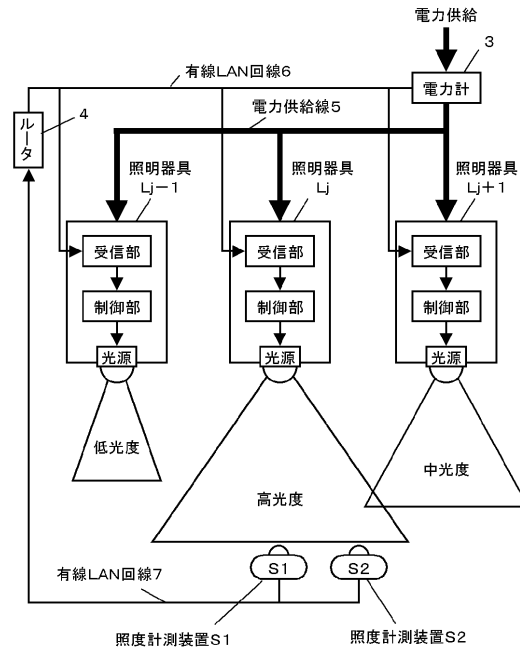 電力供給
3
電力計
有線LAN回線6
4
ルータ
電力供給線5
照明器具
Lj－1
照明器具
Lj
照明器具
Lj＋1
受信部
受信部
受信部
制御部
制御部
制御部
光源
光源
光源
低光度
高光度
中光度
S1
S2
有線LAN回線7
照度計測装置S1
照度計測装置S2